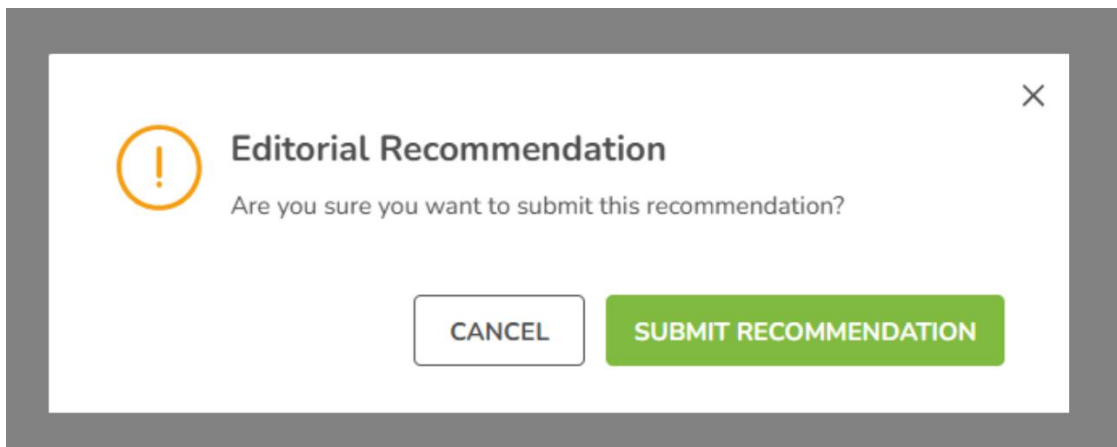 Editorial Recommendation
Are you sure you want to submit this recommendation?
CANCEL SUBMIT RECOMMENDATION